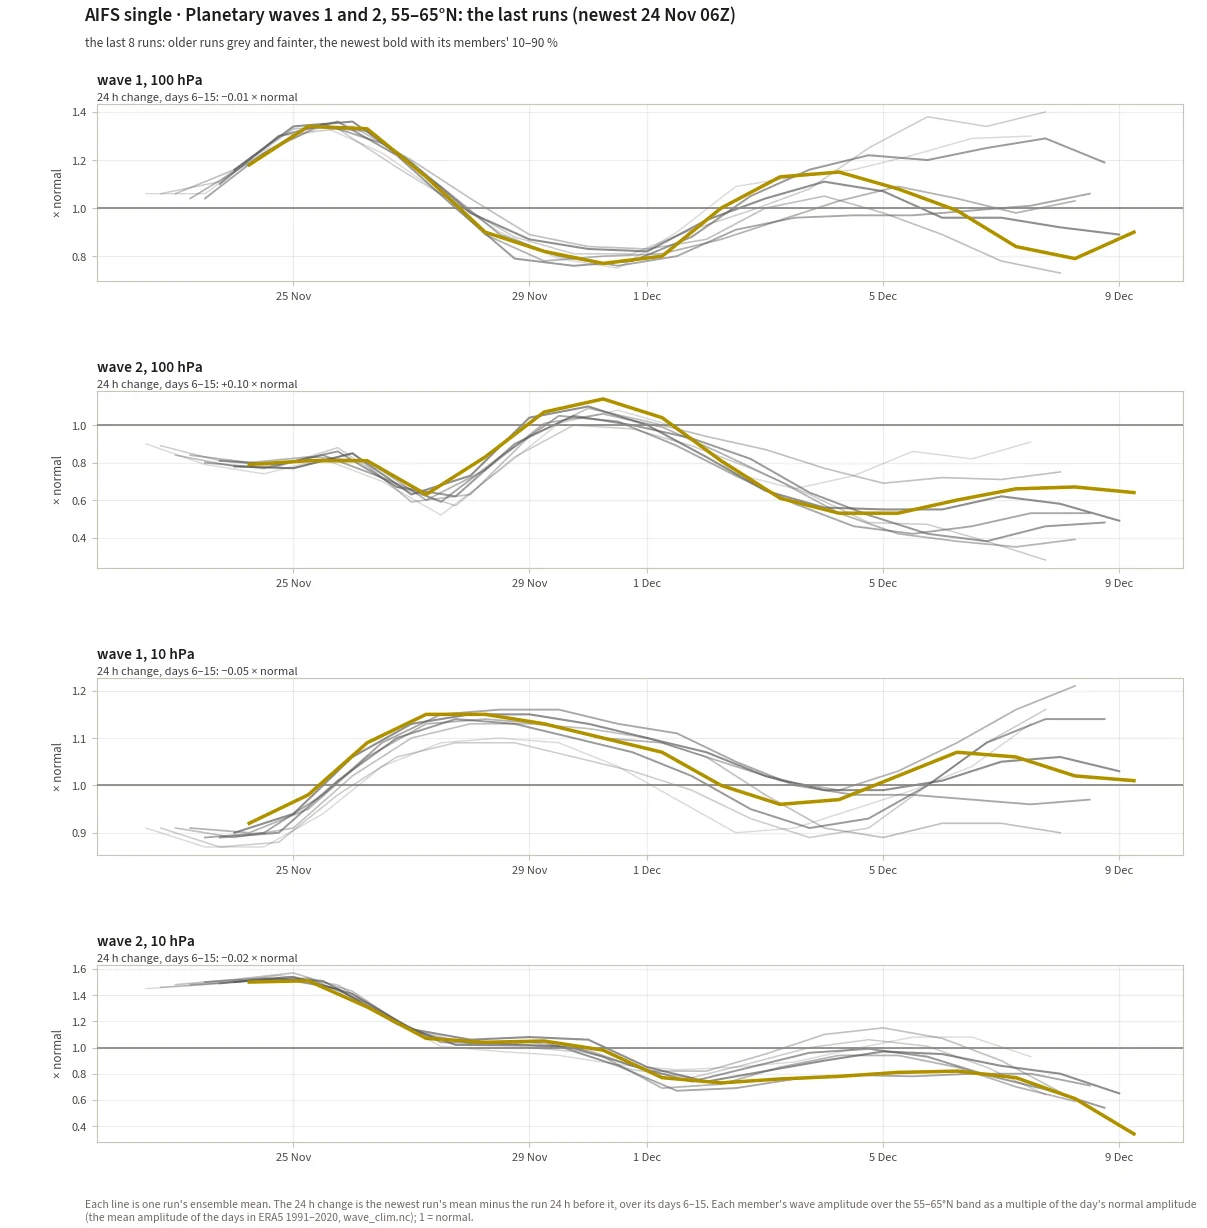 AIFS single · Planetary waves 1 and 2, 55–65°N: the last runs (newest 24 Nov 06Z)
the last 8 runs: older runs grey and fainter, the newest bold with its members' 10–90 %
wave 1, 100 hPa
24 h change, days 6–15: −0.01 × normal
1.4
1.2
1.0
0.8
× normal
25 Nov
29 Nov
1 Dec
5 Dec
9 Dec
wave 2, 100 hPa
24 h change, days 6–15: +0.10 × normal
1.0
0.8
0.6
0.4
× normal
25 Nov
29 Nov
1 Dec
5 Dec
9 Dec
wave 1, 10 hPa
24 h change, days 6–15: −0.05 × normal
1.2
1.1
1.0
0.9
× normal
25 Nov
29 Nov
1 Dec
5 Dec
9 Dec
wave 2, 10 hPa
24 h change, days 6–15: −0.02 × normal
1.6
1.4
1.2
1.0
0.8
0.6
0.4
× normal
25 Nov
29 Nov
1 Dec
5 Dec
9 Dec
Each line is one run's ensemble mean. The 24 h change is the newest run's mean minus the run 24 h before it, over its days 6–15. Each member's wave amplitude over the 55–65°N band as a multiple of the day's normal amplitude
(the mean amplitude of the days in ERA5 1991–2020, wave_clim.nc); 1 = normal.